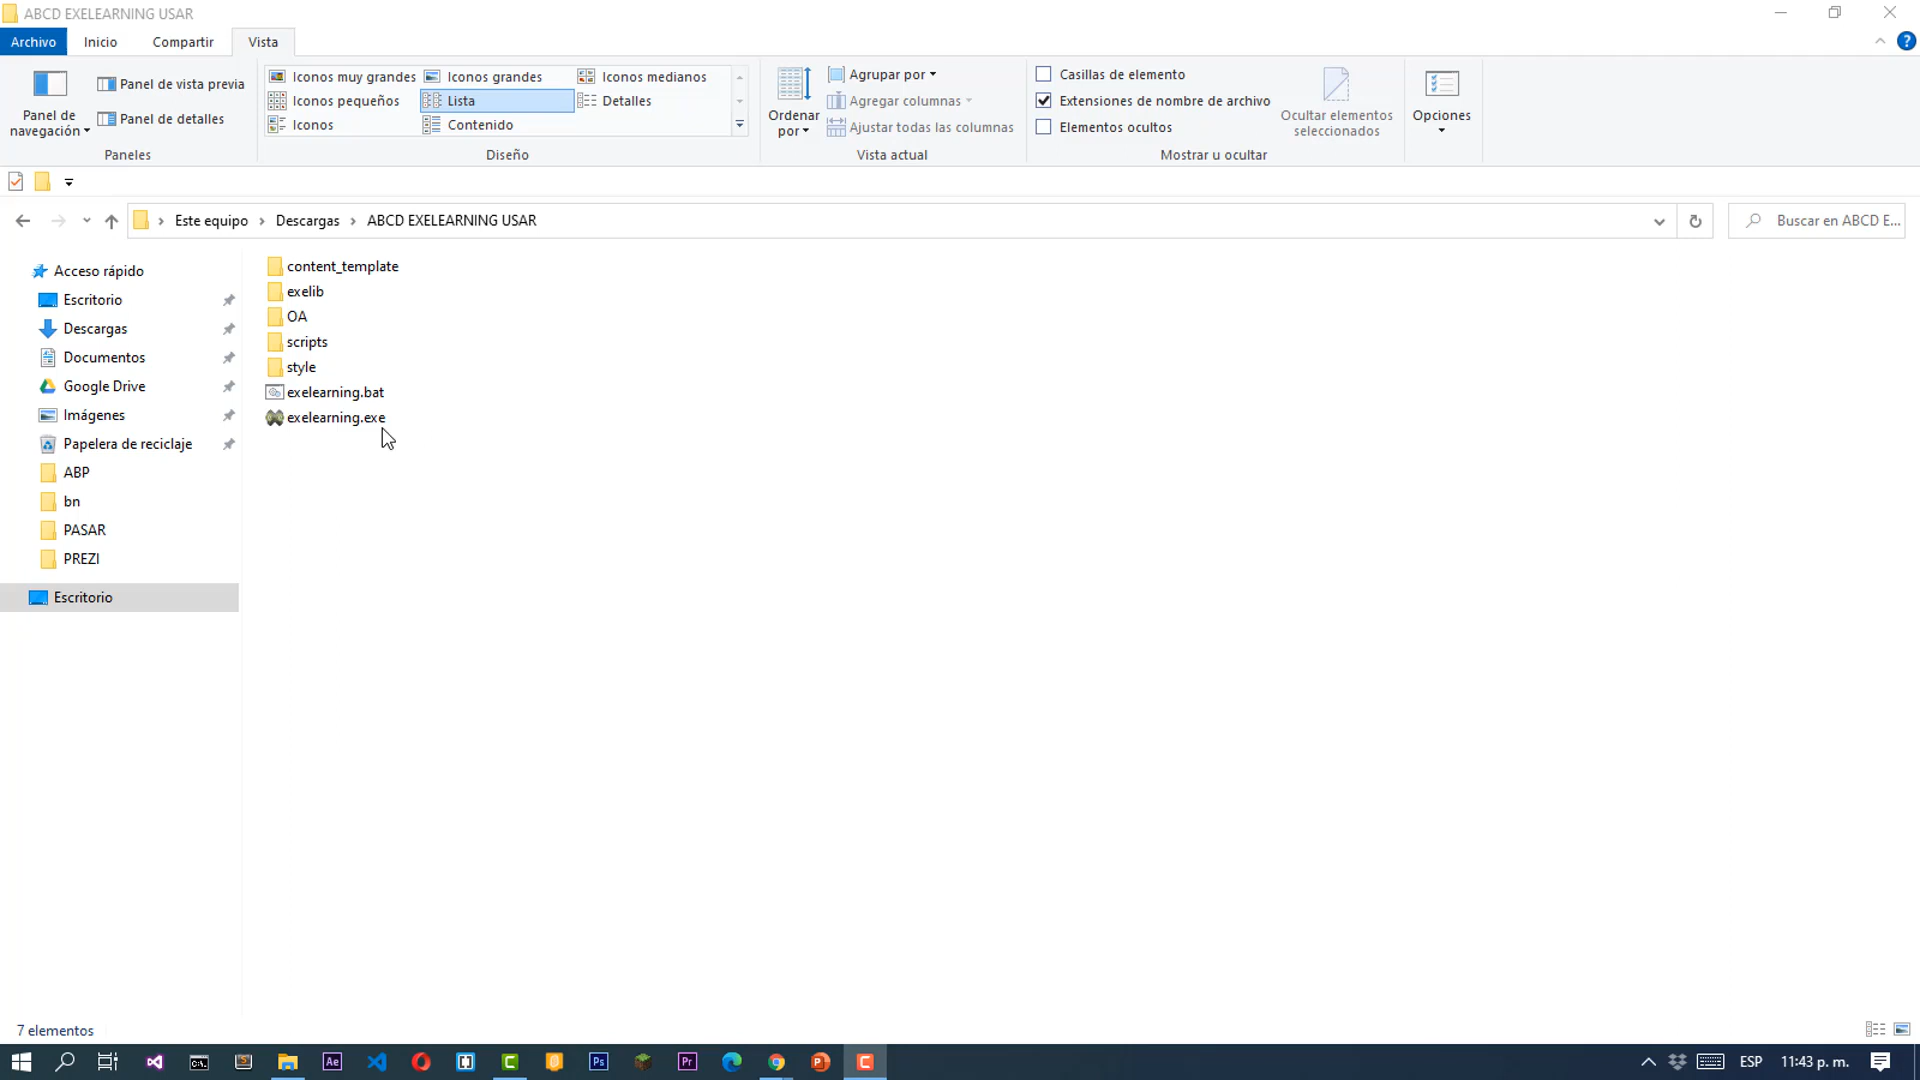 ABCD EXELEARNING USAR
Archivo Inicio Compartir Vista
Panel de navegación
Panel de vista previa
Panel de detalles
Paneles
Iconos muy grandes Iconos grandes Iconos medianos
Iconos pequeños Lista Detalles
Iconos Contenido
Diseño
Ordenar por
Agrupar por
Agregar columnas
Ajustar todas las columnas
Vista actual
Casillas de elemento
Extensiones de nombre de archivo
Elementos ocultos
Ocultar elementos seleccionados
Mostrar u ocultar
Opciones
Este equipo > Descargas > ABCD EXELEARNING USAR
Buscar en ABCD E...
Acceso rápido
Escritorio
Descargas
Documentos
Google Drive
Imágenes
Papelera de reciclaje
ABP
bn
PASAR
PREZI
Escritorio
content_template
exelib
OA
scripts
style
exelearning.bat
exelearning.exe
7 elementos
Ae
Ps
Pr
ESP 11:43 p. m.